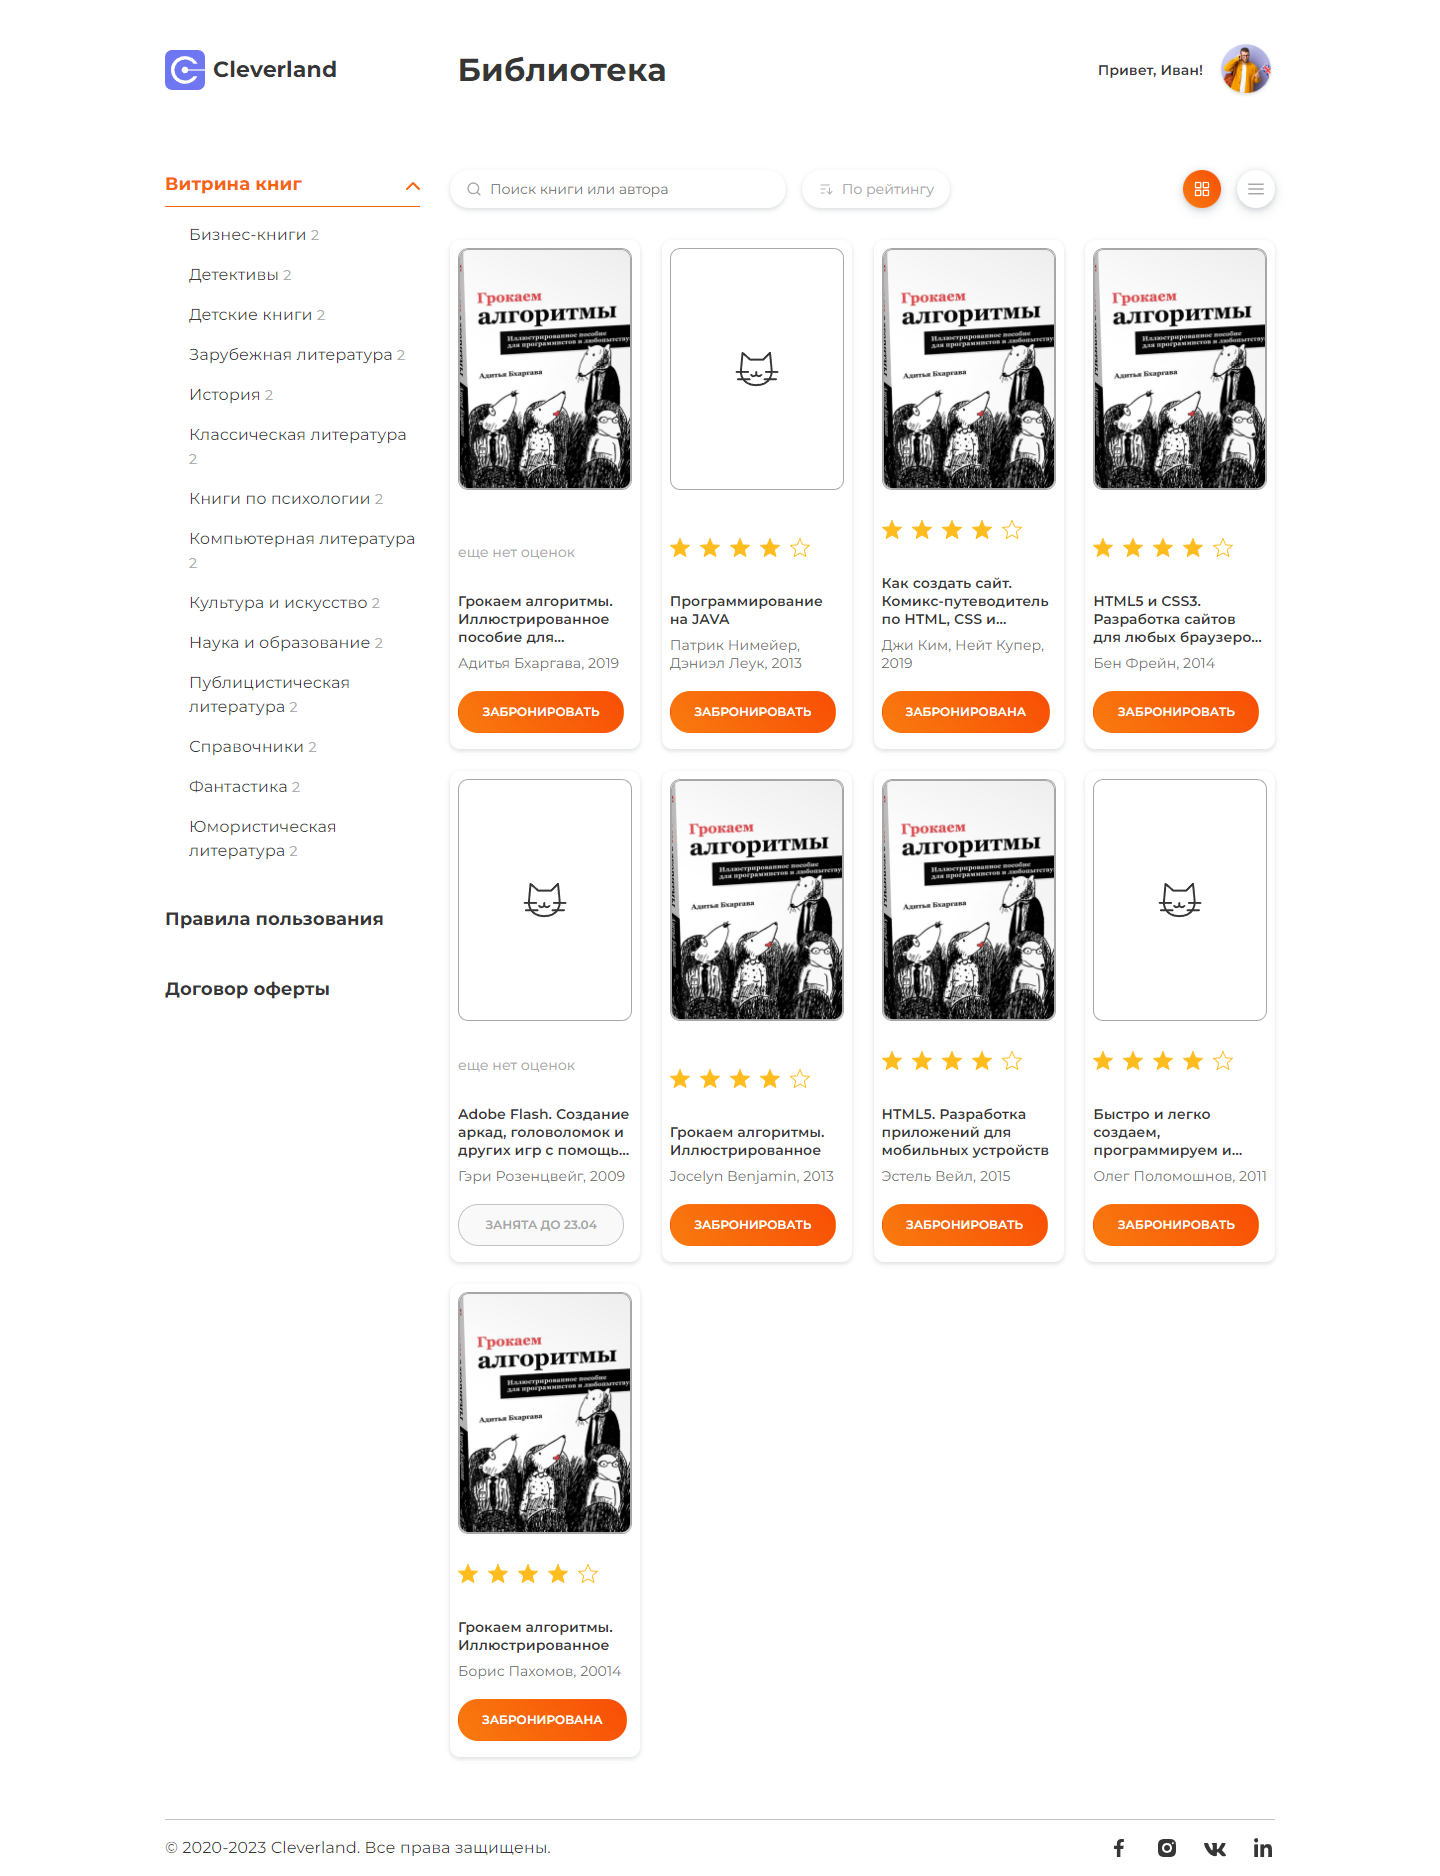 Cleverland
Библиотека
Привет, Иван!
Витрина книг
Бизнес-книги 2
Детективы 2
Детские книги 2
Зарубежная литература 2
История 2
Классическая литература
2
Книги по психологии 2
Компьютерная литература
2
Культура и искусство 2
Наука и образование 2
Публицистическая
литература 2
Справочники 2
Фантастика 2
Юмористическая
литература 2
Правила пользования
Договор оферты
Поиск книги или автора
По рейтингу
Грокаем
алгоритмы
Иллюстрированное пособие
для программистов и любопытству
Адитья Бхаргава
еще нет оценок
Грокаем алгоритмы.
Иллюстрированное
пособие для...
Адитья Бхаргава, 2019
ЗАБРОНИРОВАТЬ
Программирование
на JAVA
Патрик Нимейер,
Дэниэл Леук, 2013
ЗАБРОНИРОВАТЬ
Грокаем
алгоритмы
Иллюстрированное пособие
для программистов и любопытству
Адитья Бхаргава
Как создать сайт.
Комикс-путеводитель
по HTML, CSS и...
Джи Ким, Нейт Купер,
2019
ЗАБРОНИРОВАНА
Грокаем
алгоритмы
Иллюстрированное пособие
для программистов и любопытству
Адитья Бхаргава
HTML5 и CSS3.
Разработка сайтов
для любых браузеро...
Бен Фрейн, 2014
ЗАБРОНИРОВАТЬ
еще нет оценок
Adobe Flash. Создание
аркад, головоломок и
других игр с помощь...
Гэри Розенцвейг, 2009
ЗАНЯТА ДО 23.04
Грокаем
алгоритмы
Иллюстрированное пособие
для программистов и любопытству
Адитья Бхаргава
Грокаем алгоритмы.
Иллюстрированное
Jocelyn Benjamin, 2013
ЗАБРОНИРОВАТЬ
Грокаем
алгоритмы
Иллюстрированное пособие
для программистов и любопытству
Адитья Бхаргава
HTML5. Разработка
приложений для
мобильных устройств
Эстель Вейл, 2015
ЗАБРОНИРОВАТЬ
Быстро и легко
создаем,
программируем и...
Олег Поломошнов, 2011
ЗАБРОНИРОВАТЬ
Грокаем
алгоритмы
Иллюстрированное пособие
для программистов и любопытству
Адитья Бхаргава
Грокаем алгоритмы.
Иллюстрированное
Борис Пахомов, 20014
ЗАБРОНИРОВАНА
© 2020-2023 Cleverland. Все права защищены.